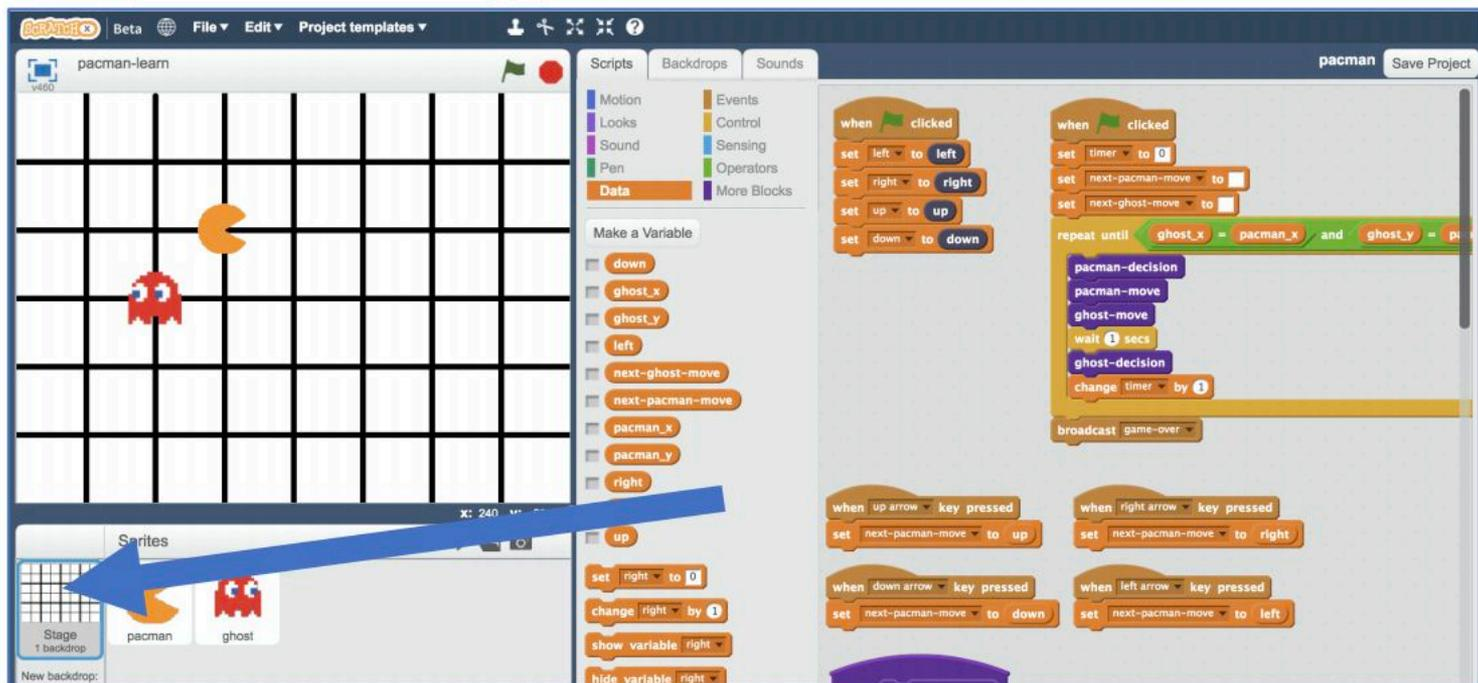 SCRATCHX Beta File Edit Project templates
pacman-learn
v460
Scripts Backdrops Sounds
pacman Save Project
Motion Events
Looks Control
Sound Sensing
Pen Operators
Data More Blocks
Make a Variable
down
ghost_x
ghost_y
left
next-ghost-move
next-pacman-move
pacman_x
pacman_y
right
up
set right to 0
change right by 1
show variable right
hide variable right
when clicked
set left to left
set right to right
set up to up
set down to down
when clicked
set timer to 0
set next-pacman-move to
set next-ghost-move to
repeat until ghost_x = pacman_x and ghost_y =
pacman-decision
pacman-move
ghost-move
wait 1 secs
ghost-decision
change timer by 1
broadcast game-over
when up arrow key pressed
set next-pacman-move to up
when right arrow key pressed
set next-pacman-move to right
when down arrow key pressed
set next-pacman-move to down
when left arrow key pressed
set next-pacman-move to left
x: 240
Sprites
Stage
1 backdrop
pacman
ghost
New backdrop: